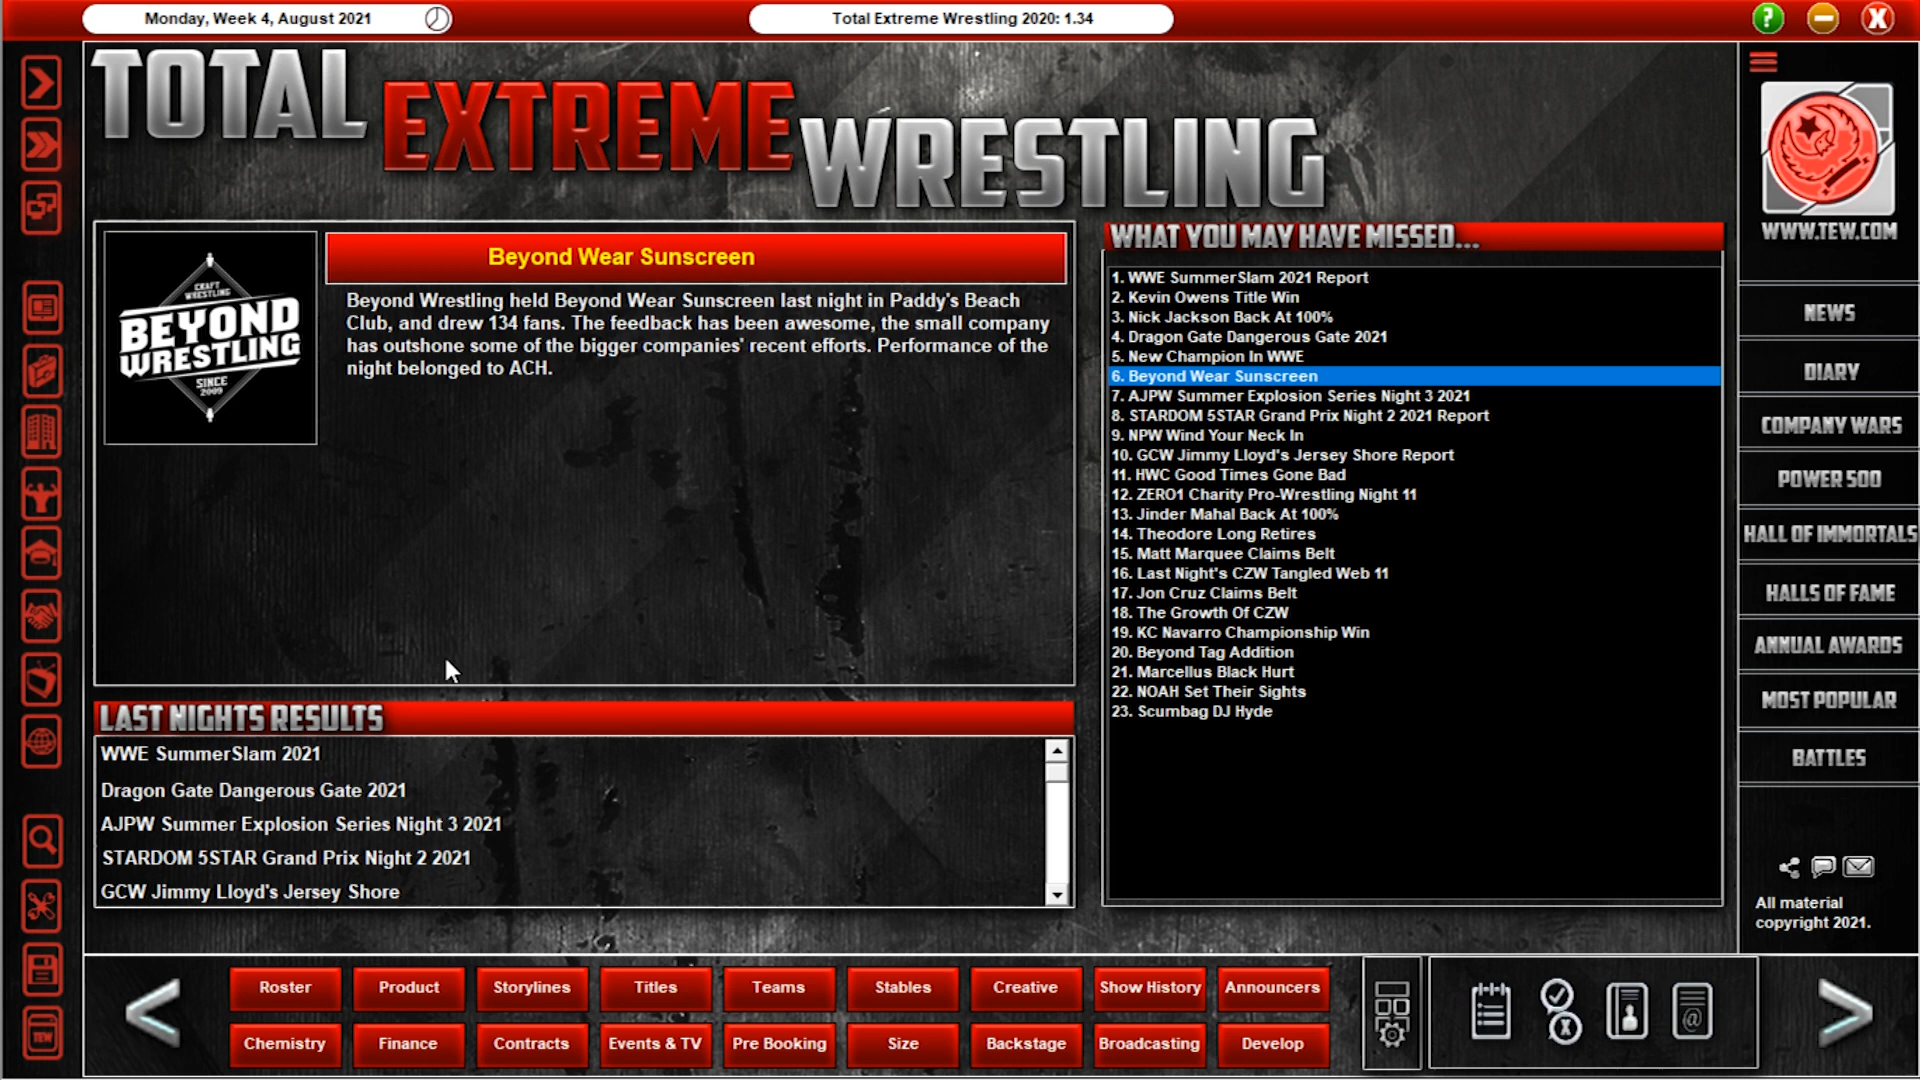 Monday, Week 4, August 2021
Total Extreme Wrestling 2020: 1.34
TOTAL EXTREME WRESTLING
CRAFT WRESTLING
BEYOND WRESTLING
SINCE 2009
Beyond Wear Sunscreen
Beyond Wrestling held Beyond Wear Sunscreen last night in Paddy's Beach
Club, and drew 134 fans. The feedback has been awesome, the small company
has outshone some of the bigger companies' recent efforts. Performance of the
night belonged to ACH.
LAST NIGHTS RESULTS
WWE SummerSlam 2021
Dragon Gate Dangerous Gate 2021
AJPW Summer Explosion Series Night 3 2021
STARDOM 5STAR Grand Prix Night 2 2021
GCW Jimmy Lloyd's Jersey Shore
WHAT YOU MAY HAVE MISSED...
1. WWE SummerSlam 2021 Report
2. Kevin Owens Title Win
3. Nick Jackson Back At 100%
4. Dragon Gate Dangerous Gate 2021
5. New Champion In WWE
6. Beyond Wear Sunscreen
7. AJPW Summer Explosion Series Night 3 2021
8. STARDOM 5STAR Grand Prix Night 2 2021 Report
9. NPW Wind Your Neck In
10. GCW Jimmy Lloyd's Jersey Shore Report
11. HWC Good Times Gone Bad
12. ZERO1 Charity Pro-Wrestling Night 11
13. Jinder Mahal Back At 100%
14. Theodore Long Retires
15. Matt Marquee Claims Belt
16. Last Night's CZW Tangled Web 11
17. Jon Cruz Claims Belt
18. The Growth Of CZW
19. KC Navarro Championship Win
20. Beyond Tag Addition
21. Marcellus Black Hurt
22. NOAH Set Their Sights
23. Scumbag DJ Hyde
WWW.TEW.COM
NEWS
DIARY
COMPANY WARS
POWER 500
HALL OF IMMORTALS
HALLS OF FAME
ANNUAL AWARDS
MOST POPULAR
BATTLES
All material
copyright 2021.
TEW
Roster Product Storylines Titles Teams Stables Creative Show History Announcers
Chemistry Finance Contracts Events & TV Pre Booking Size Backstage Broadcasting Develop